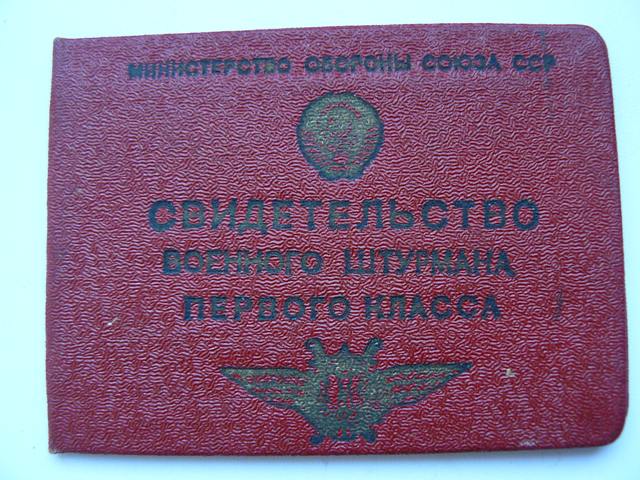 МИНИСТЕРСТВО ОБОРОНЫ СОЮЗА ССР
СВИДЕТЕЛЬСТВО
ВОЕННОГО ШТУРМАНА
ПЕРВОГО КЛАССА